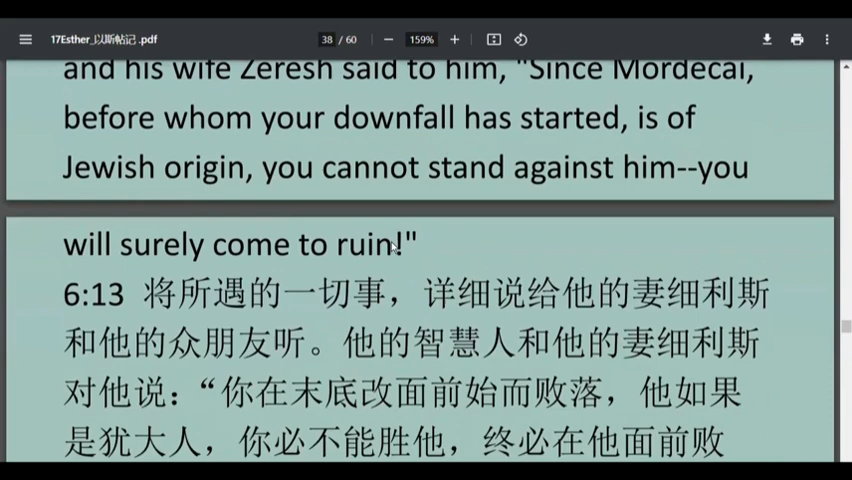 17Esther_以斯帖记 .pdf
38 / 60
159%
and his wife Zeresh said to him, "Since Mordecai,
before whom your downfall has started, is of
Jewish origin, you cannot stand against him--you
will surely come to ruin!"
6:13 将所遇的一切事，详细说给他的妻细利斯
和他的众朋友听。他的智慧人和他的妻细利斯
对他说：“你在末底改面前始而败落，他如果
是犹大人，你必不能胜他，终必在他面前败